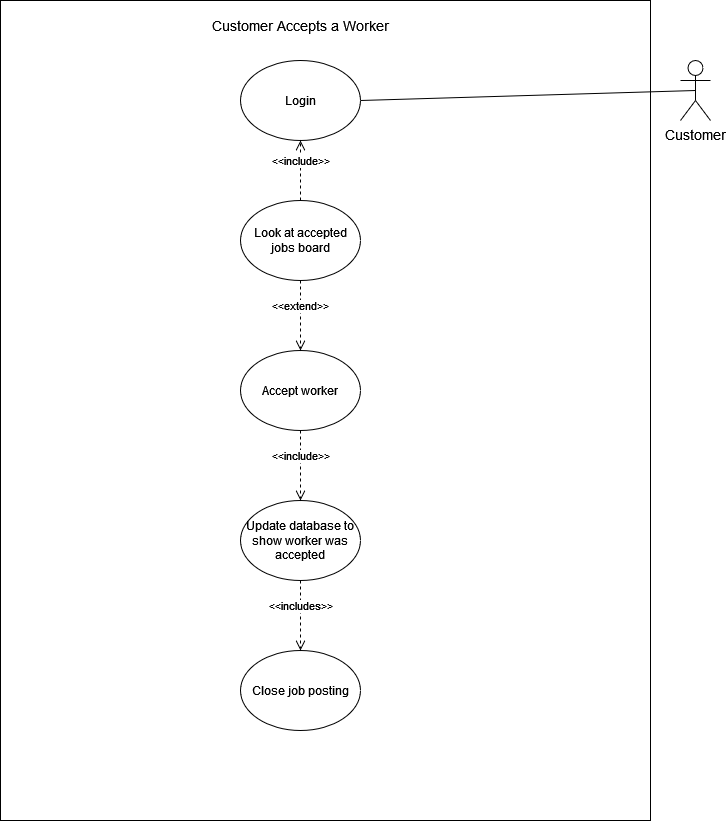 Customer Accepts a Worker
Login
Customer
<<include>>
Look at accepted
jobs board
<<extend>>
Accept worker
<<include>>
Update database to
show worker was
accepted
<<includes>>
Close job posting